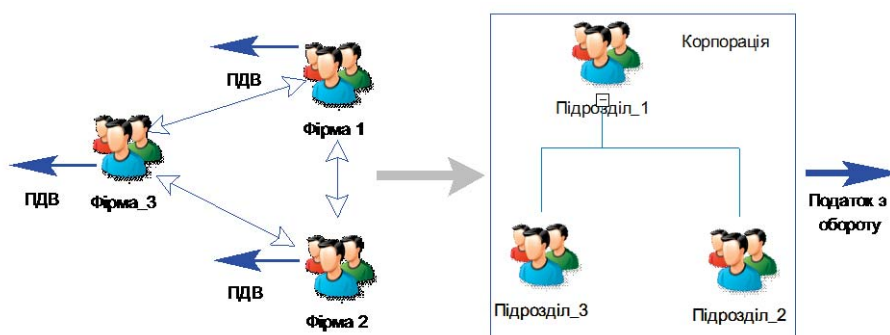 ПДВ
Фірма 1
ПДВ
Фірма_3
ПДВ
Фірма 2
Корпорація
Підрозділ_1
Підрозділ_3
Підрозділ_2
Податок з
обороту